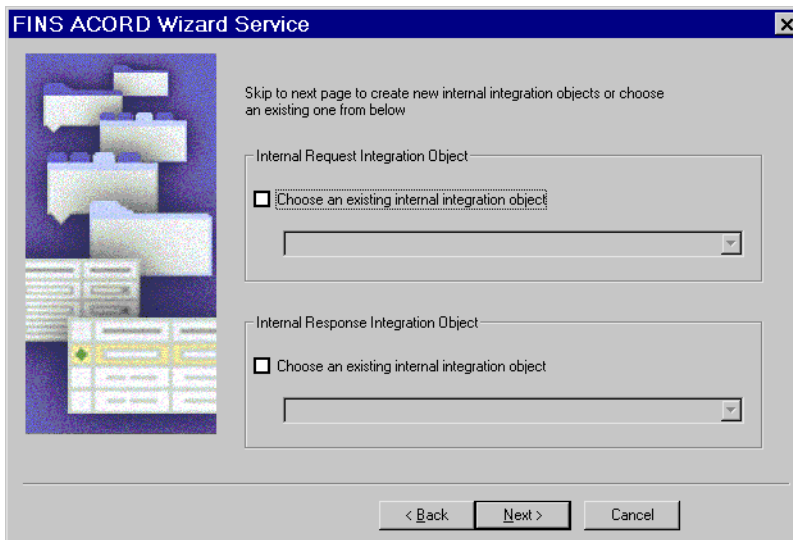 FINS ACORD Wizard Service
Skip to next page to create new internal integration objects or choose
an existing one from below
Internal Request Integration Object
Choose an existing internal integration object
Internal Response Integration Object
Choose an existing internal integration object
< Back
Next >
Cancel